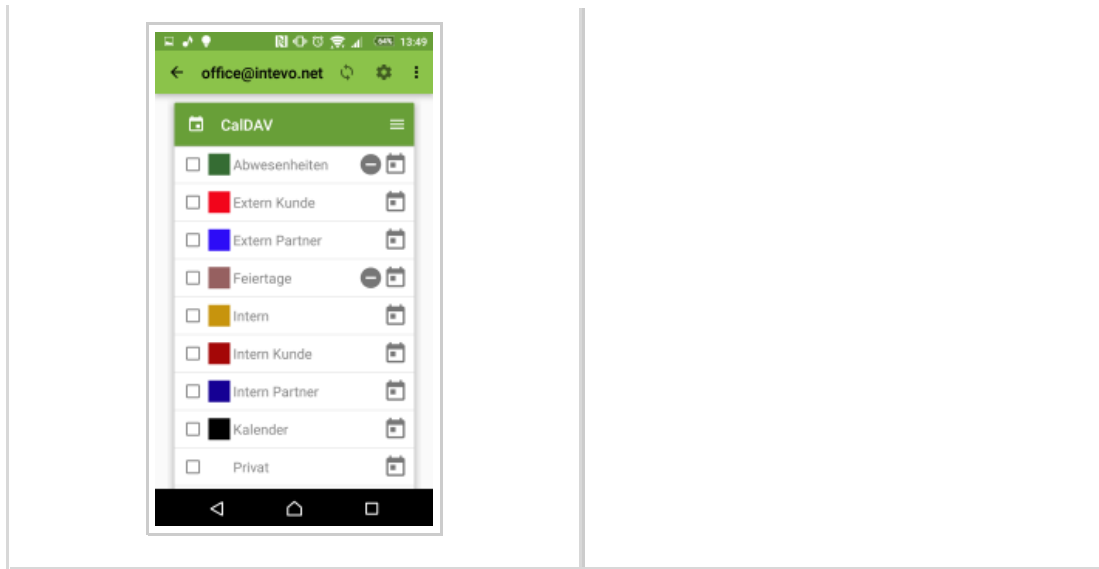 64% 13:49
office@intevo.net
CalDAV
Abwesenheiten
Extern Kunde
Extern Partner
Feiertage
Intern
Intern Kunde
Intern Partner
Kalender
Privat